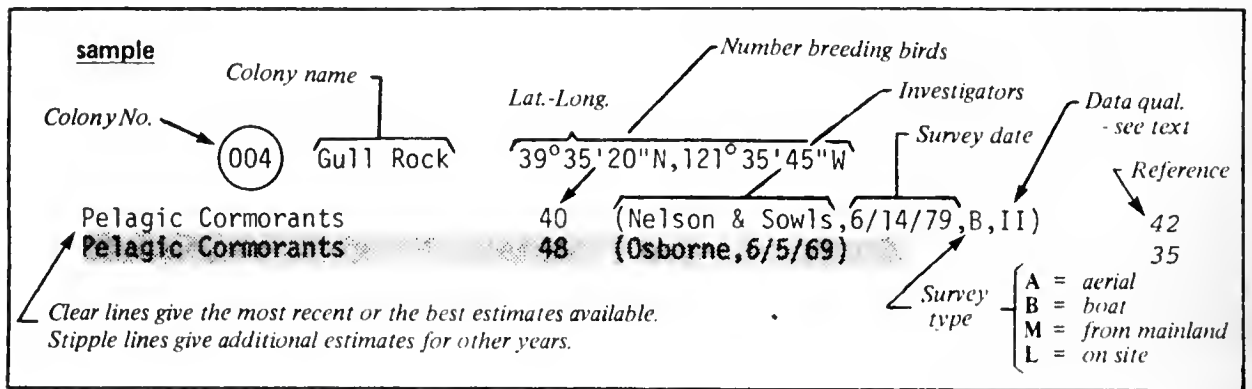 sample
Number breeding birds
Colony name
Lat.-Long.
Investigators
Data qual.
- see text
Colony No.
Survey date
Reference
004 Gull Rock 39°35'20"N,121°35'45"W
Pelagic Cormorants 40 (Nelson & Sowls,6/14/79,B,II) 42
Pelagic Cormorants 48 (Osborne,6/5/69) 35
Survey type
A = aerial
B = boat
M = from mainland
L = on site
Clear lines give the most recent or the best estimates available.
Stipple lines give additional estimates for other years.